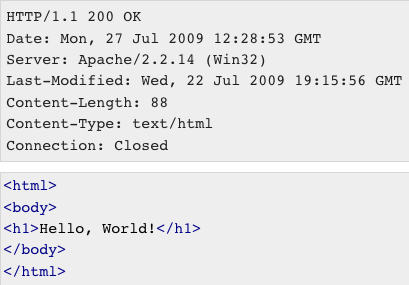 HTTP/1.1 200 OK
Date: Mon, 27 Jul 2009 12:28:53 GMT
Server: Apache/2.2.14 (Win32)
Last-Modified: Wed, 22 Jul 2009 19:15:56 GMT
Content-Length: 88
Content-Type: text/html
Connection: Closed
<html>
<body>
<h1>Hello, World!</h1>
</body>
</html>